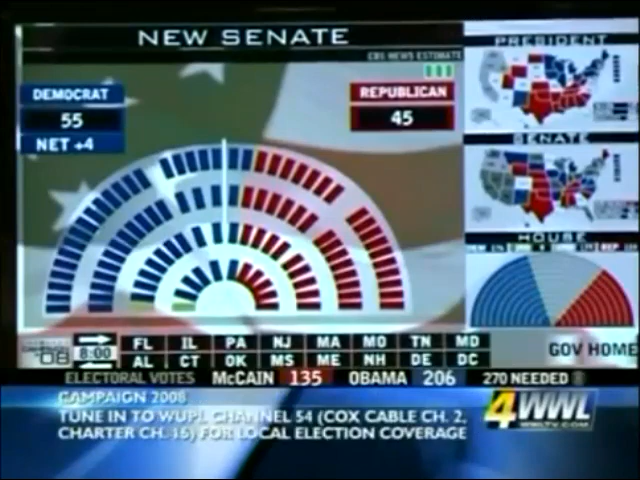 NEW SENATE
CBS NEWS ESTIMATE
DEMOCRAT
55
NET +4
REPUBLICAN
45
PRESIDENT
SENATE
HOUSE
'08
8:00
FL IL PA NJ MA MO TN MD
AL CT OK MS ME NH DE DC
GOV HOME
ELECTORAL VOTES McCAIN 135 OBAMA 206 270 NEEDED
CAMPAIGN 2008
TUNE IN TO WUPL CHANNEL 54 (COX CABLE CH. 2,
CHARTER CH. 16) FOR LOCAL ELECTION COVERAGE
4WWL
WWLTV.COM